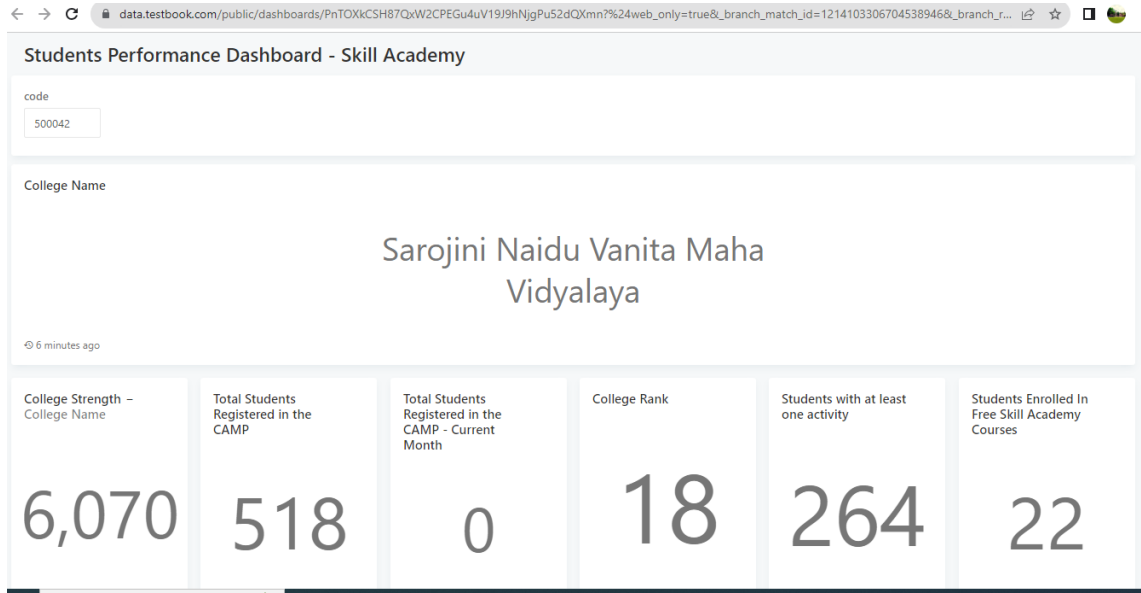 data.testbook.com/public/dashboards/PnTOXkCSH87QxW2CPEGu4uV19J9hNjgPu52dQXmn?%24web_only=true&_branch_match_id=1214103306704538946&_branch_r...
Students Performance Dashboard - Skill Academy
code
500042
College Name
Sarojini Naidu Vanita Maha
Vidyalaya
6 minutes ago
College Strength –
College Name
6,070
Total Students
Registered in the
CAMP
518
Total Students
Registered in the
CAMP - Current
Month
0
College Rank
18
Students with at least
one activity
264
Students Enrolled In
Free Skill Academy
Courses
22